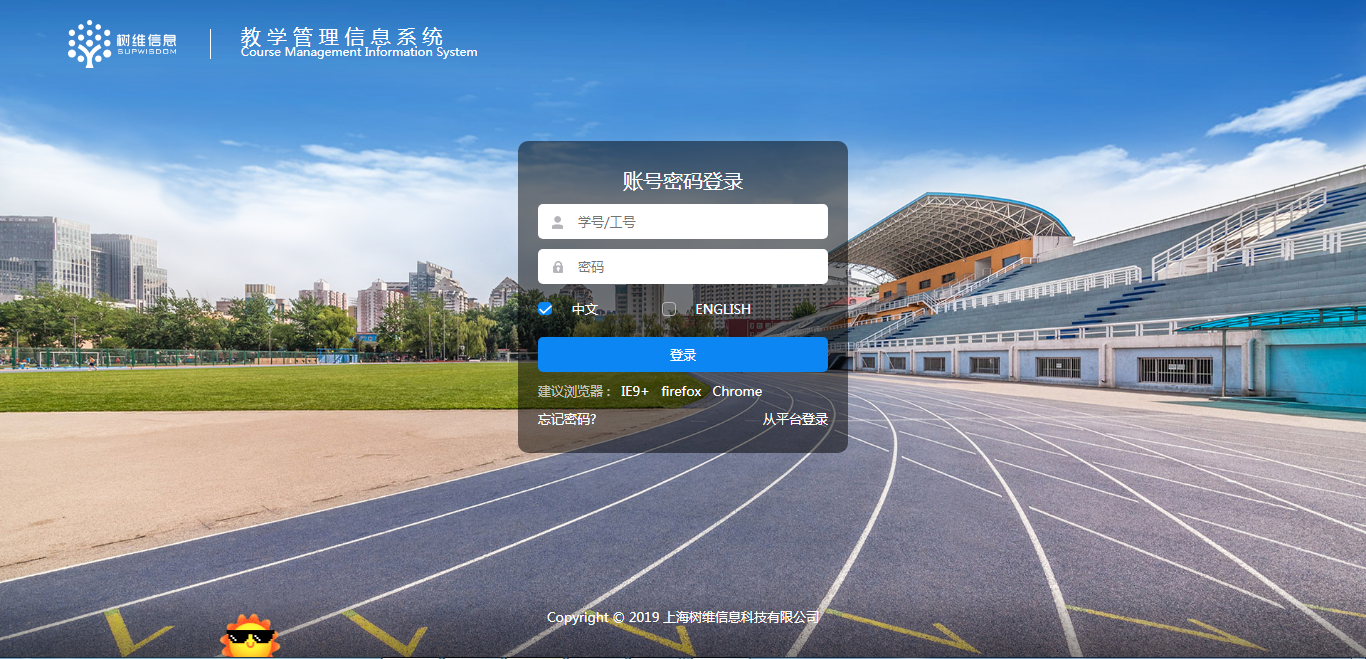 树维信息
SUPWISDOM
教学管理信息系统
Course Management Information System
账号密码登录
学号/工号
密码
中文 ENGLISH
登录
建议浏览器： IE9+ firefox Chrome
忘记密码? 从平台登录
Copyright © 2019 上海树维信息科技有限公司